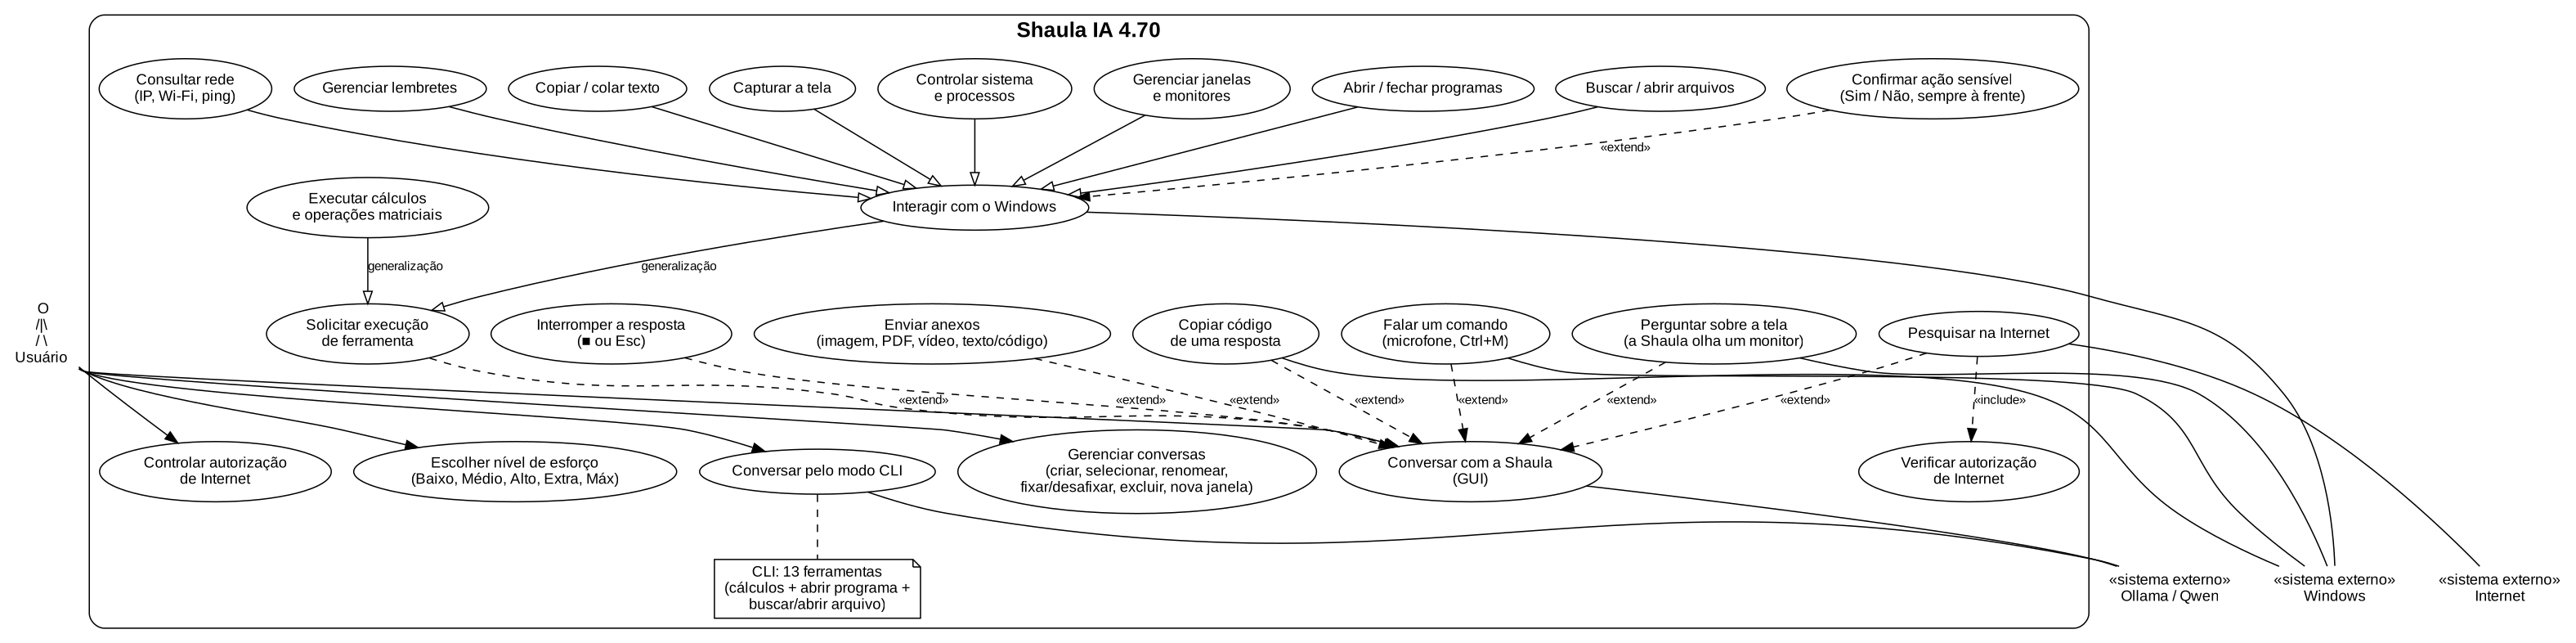 Shaula IA 4.70
Consultar rede
(IP, Wi-Fi, ping)
Gerenciar lembretes
Copiar / colar texto
Capturar a tela
Controlar sistema
e processos
Gerenciar janelas
e monitores
Abrir / fechar programas
Buscar / abrir arquivos
Confirmar ação sensível
(Sim / Não, sempre à frente)
«extend»
Executar cálculos
e operações matriciais
Interagir com o Windows
generalização
generalização
O
/|\
/ \
Usuário
Solicitar execução
de ferramenta
Interromper a resposta
(■ ou Esc)
Enviar anexos
(imagem, PDF, vídeo, texto/código)
Copiar código
de uma resposta
Falar um comando
(microfone, Ctrl+M)
Perguntar sobre a tela
(a Shaula olha um monitor)
Pesquisar na Internet
«extend»
«extend»
«extend»
«extend»
«extend»
«extend»
«extend»
«include»
Controlar autorização
de Internet
Escolher nível de esforço
(Baixo, Médio, Alto, Extra, Máx)
Conversar pelo modo CLI
Gerenciar conversas
(criar, selecionar, renomear,
fixar/desafixar, excluir, nova janela)
Conversar com a Shaula
(GUI)
Verificar autorização
de Internet
CLI: 13 ferramentas
(cálculos + abrir programa +
buscar/abrir arquivo)
«sistema externo»
Ollama / Qwen
«sistema externo»
Windows
«sistema externo»
Internet